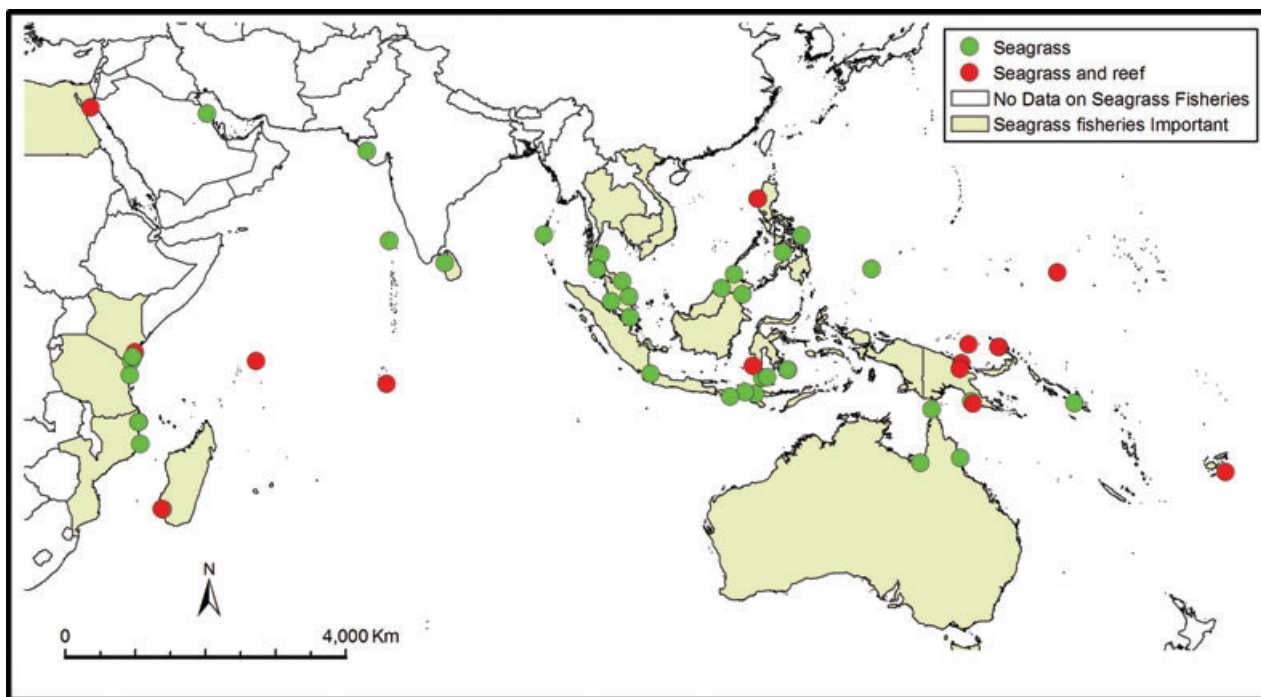 Seagrass
Seagrass and reef
No Data on Seagrass Fisheries
Seagrass fisheries Important
N
0
4,000 Km